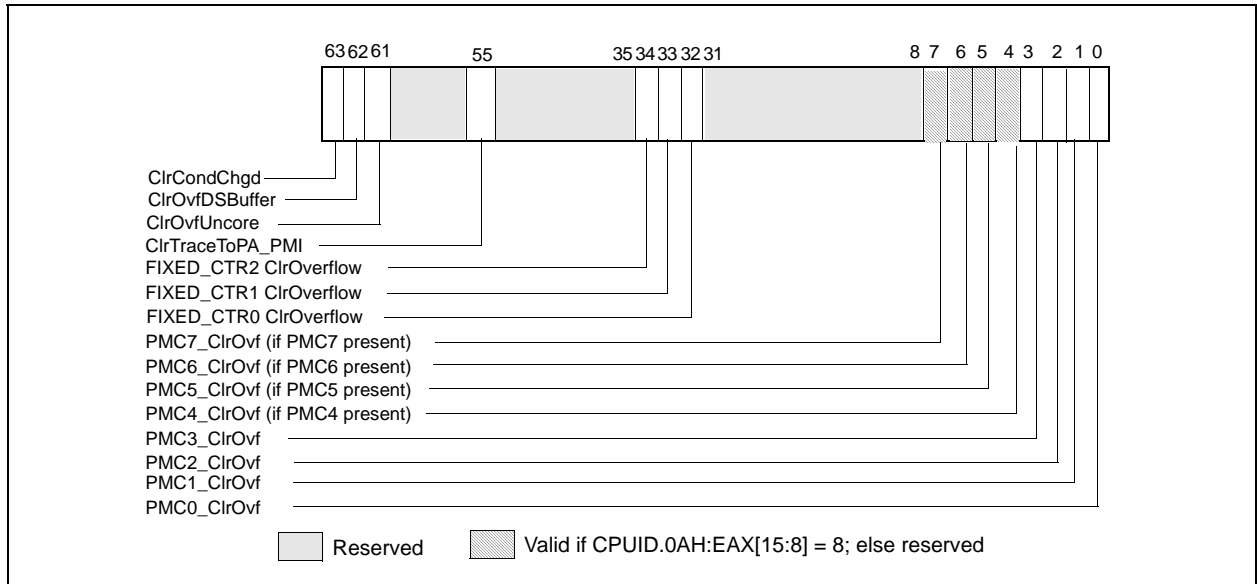 63 62 61 55 35 34 33 32 31 8 7 6 5 4 3 2 1 0
ClrCondChgd
ClrOvfDSBuffer
ClrOvfUncore
ClrTraceToPA_PMI
FIXED_CTR2 ClrOverflow
FIXED_CTR1 ClrOverflow
FIXED_CTR0 ClrOverflow
PMC7_ClrOvf (if PMC7 present)
PMC6_ClrOvf (if PMC6 present)
PMC5_ClrOvf (if PMC5 present)
PMC4_ClrOvf (if PMC4 present)
PMC3_ClrOvf
PMC2_ClrOvf
PMC1_ClrOvf
PMC0_ClrOvf
Reserved Valid if CPUID.0AH:EAX[15:8] = 8; else reserved